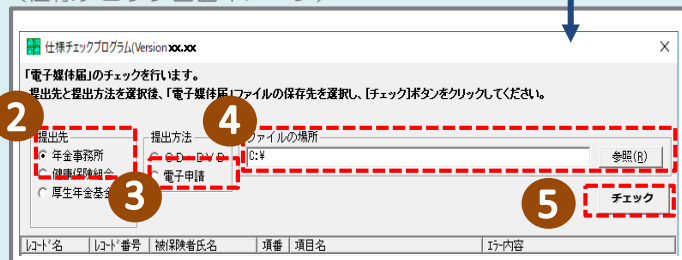 仕様チェックプログラム(Version xx.xx
「電子媒体届」のチェックを行います。
提出先と提出方法を選択後、「電子媒体届」ファイルの保存先を選択し、[チェック]ボタンをクリックしてください。
2
4
提出先
提出方法
ファイルの場所
年金事務所
CD・DVD
C:¥
参照(R)
健康保険組合
電子申請
3
厚生年金基
5
チェック
ﾚｺｰﾄﾞ名
ﾚｺｰﾄﾞ番号
被保険者氏名
項番
項目名
ｴﾗｰ内容